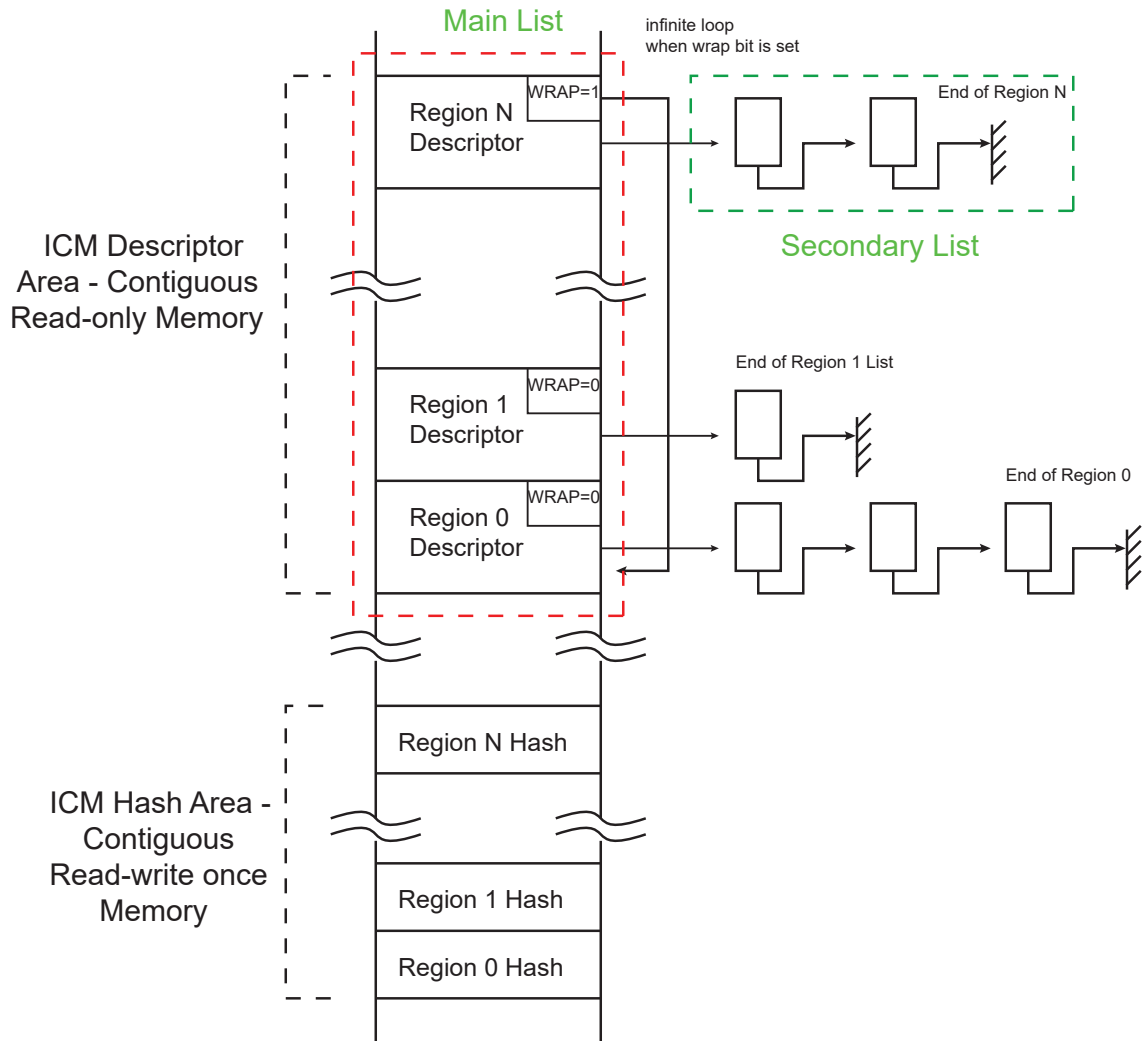 Main List
infinite loop
when wrap bit is set
WRAP=1
End of Region N
Region N
Descriptor
ICM Descriptor
Area - Contiguous
Read-only Memory
Secondary List
End of Region 1 List
WRAP=0
Region 1
Descriptor
End of Region 0
WRAP=0
Region 0
Descriptor
Region N Hash
ICM Hash Area -
Contiguous
Read-write once
Memory
Region 1 Hash
Region 0 Hash